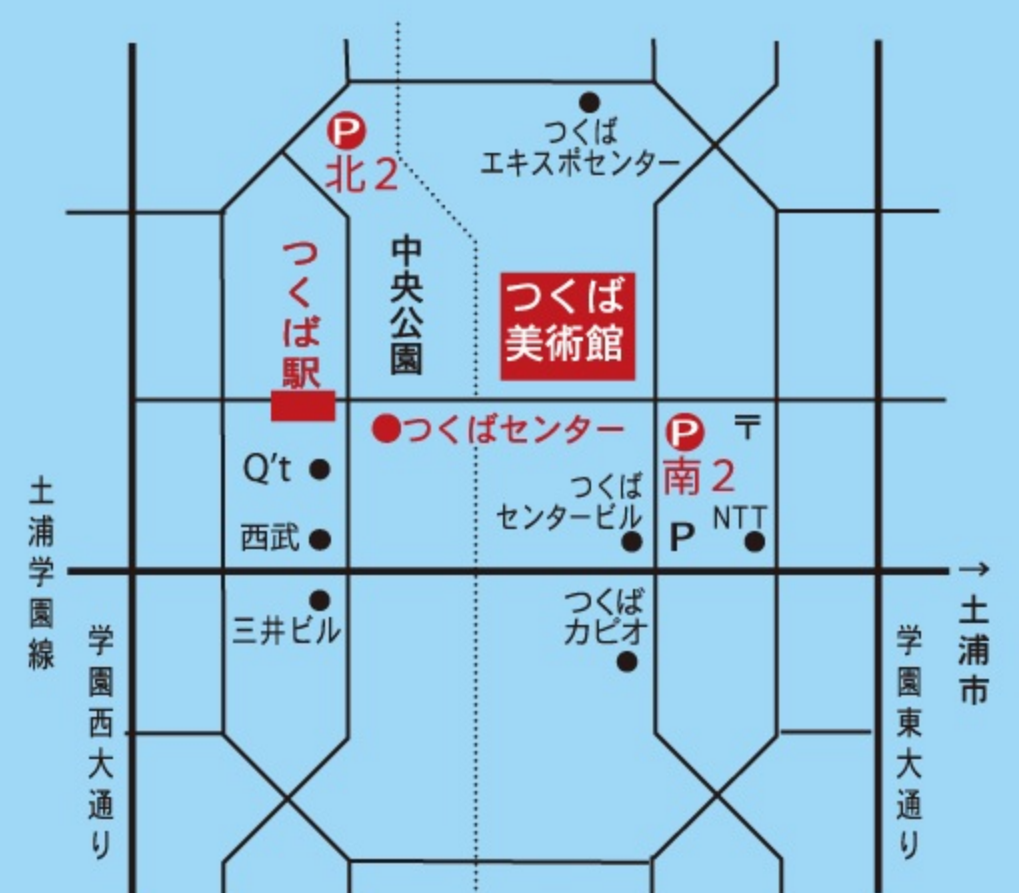 P
北2
つくば
エキスポセンター
つくば駅
中央公園
つくば
美術館
つくばセンター
P
〒
南2
Q't
つくば
センタービル
P
NTT
西武
→
土浦市
土浦学園線
三井ビル
つくば
カピオ
学園西大通り
学園東大通り